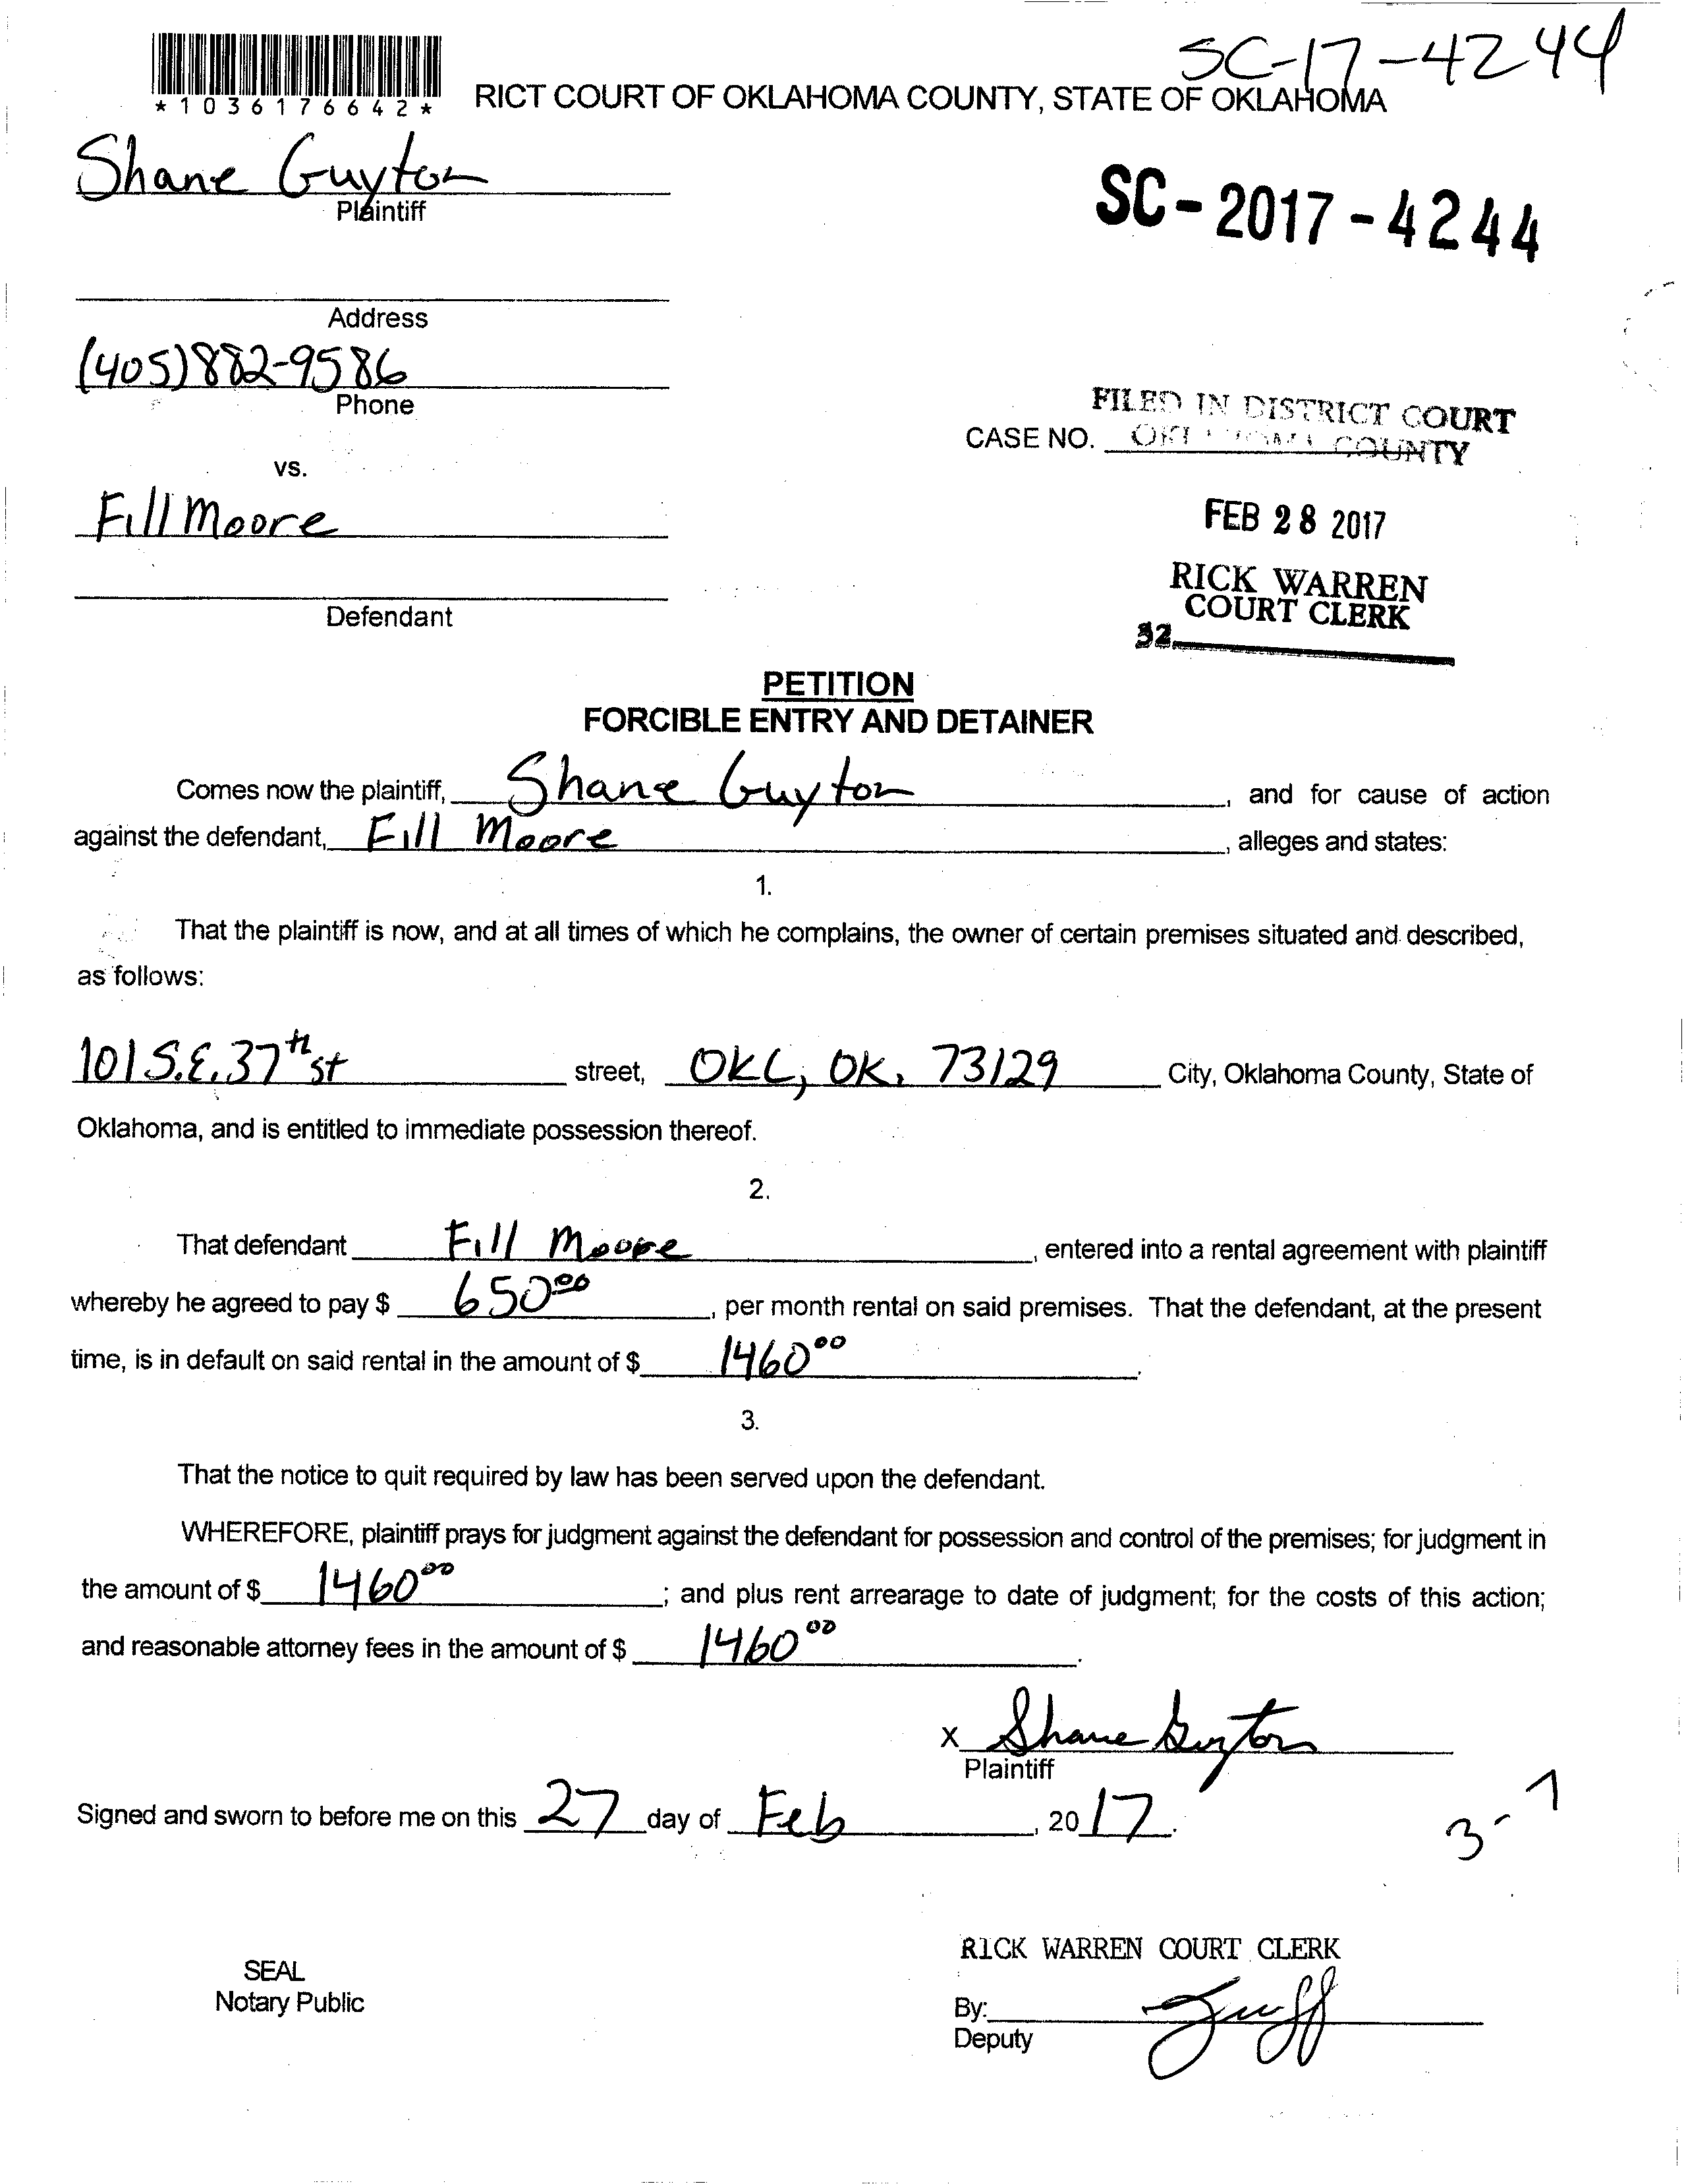 SC-17-4244
*1036176642*
RICT COURT OF OKLAHOMA COUNTY, STATE OF OKLAHOMA
Shane Guyton
Plaintiff
SC-2017-4244
Address
(405)882-9586
Phone
FILED IN DISTRICT COURT
CASE NO. OKLAHOMA COUNTY
vs.
Fill Moore
FEB 28 2017
RICK WARREN
COURT CLERK
Defendant
32
PETITION
FORCIBLE ENTRY AND DETAINER
Comes now the plaintiff, Shane Guyton, and for cause of action
against the defendant, Fill Moore, alleges and states:
1.
That the plaintiff is now, and at all times of which he complains, the owner of certain premises situated and described,
as follows:
101 S.E. 37th st street, OKC, OK, 73129 City, Oklahoma County, State of
Oklahoma, and is entitled to immediate possession thereof.
2.
That defendant Fill Moore, entered into a rental agreement with plaintiff
whereby he agreed to pay $ 650 00, per month rental on said premises. That the defendant, at the present
time, is in default on said rental in the amount of $ 1460 00.
3.
That the notice to quit required by law has been served upon the defendant.
WHEREFORE, plaintiff prays for judgment against the defendant for possession and control of the premises; for judgment in
the amount of $ 1460 00; and plus rent arrearage to date of judgment; for the costs of this action;
and reasonable attorney fees in the amount of $ 1460 00.
X Shane Guyton
Plaintiff
Signed and sworn to before me on this 27 day of Feb, 2017.
3-7
RICK WARREN COURT CLERK
SEAL
Notary Public
By:
Deputy